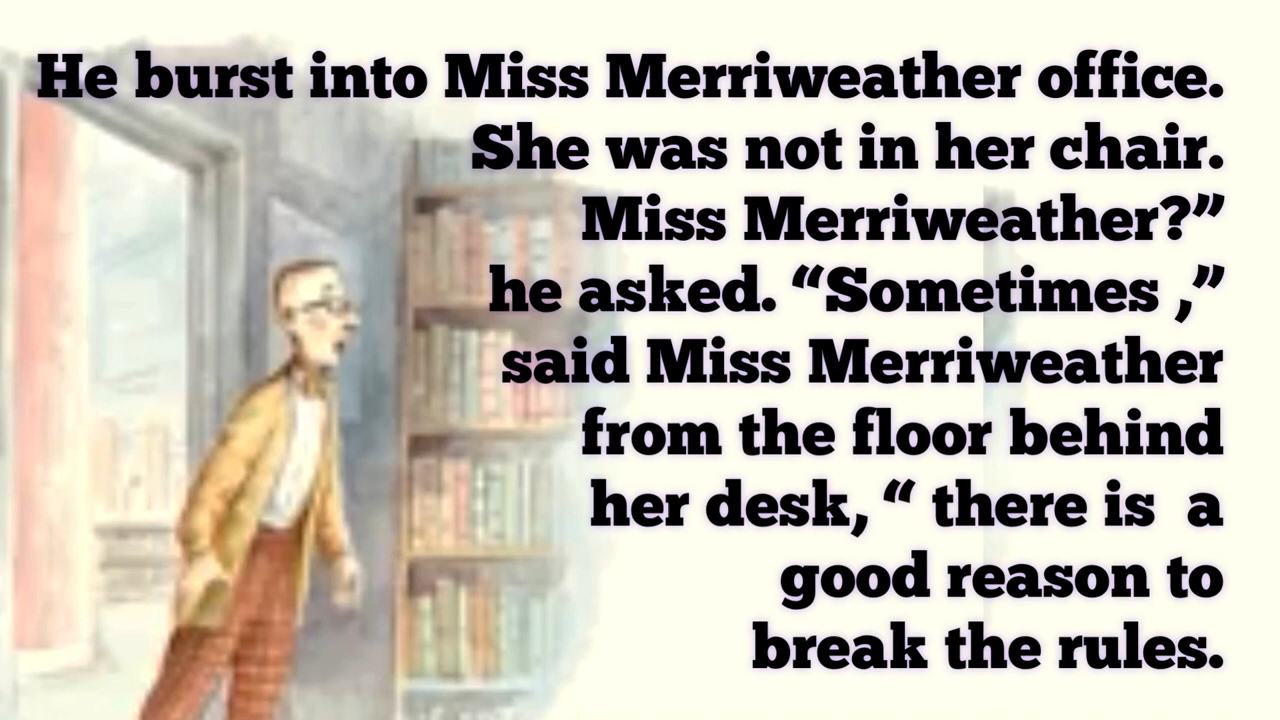 He burst into Miss Merriweather office.
She was not in her chair.
Miss Merriweather?”
he asked. “Sometimes ,”
said Miss Merriweather
from the floor behind
her desk, “ there is  a
good reason to
break the rules.